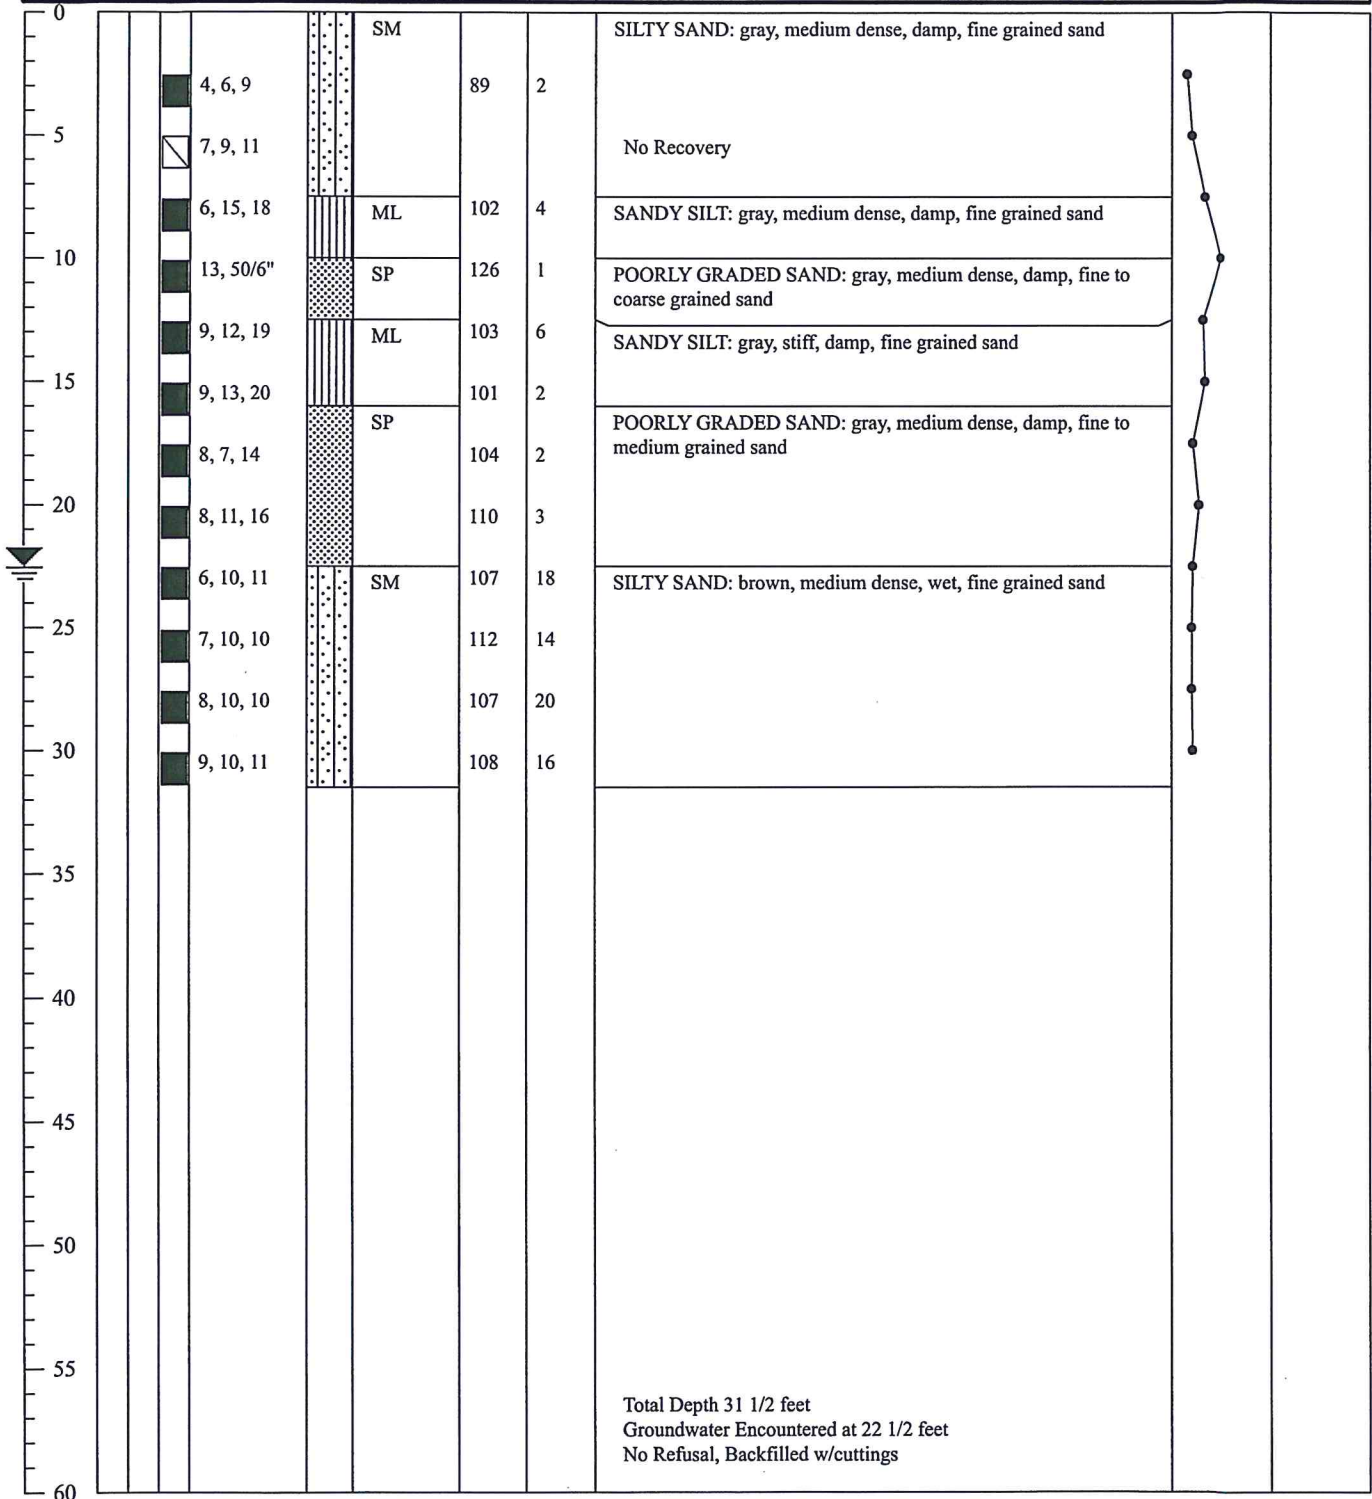 0 SM SILTY SAND: gray, medium dense, damp, fine grained sand
4, 6, 9 89 2
5 7, 9, 11 No Recovery
6, 15, 18 ML 102 4 SANDY SILT: gray, medium dense, damp, fine grained sand
10 13, 50/6" SP 126 1 POORLY GRADED SAND: gray, medium dense, damp, fine to
coarse grained sand
9, 12, 19 ML 103 6 SANDY SILT: gray, stiff, damp, fine grained sand
15 9, 13, 20 101 2
SP POORLY GRADED SAND: gray, medium dense, damp, fine to
medium grained sand
8, 7, 14 104 2
20 8, 11, 16 110 3
6, 10, 11 SM 107 18 SILTY SAND: brown, medium dense, wet, fine grained sand
25 7, 10, 10 112 14
8, 10, 10 107 20
30 9, 10, 11 108 16
35
40
45
50
55
Total Depth 31 1/2 feet
Groundwater Encountered at 22 1/2 feet
No Refusal, Backfilled w/cuttings
60